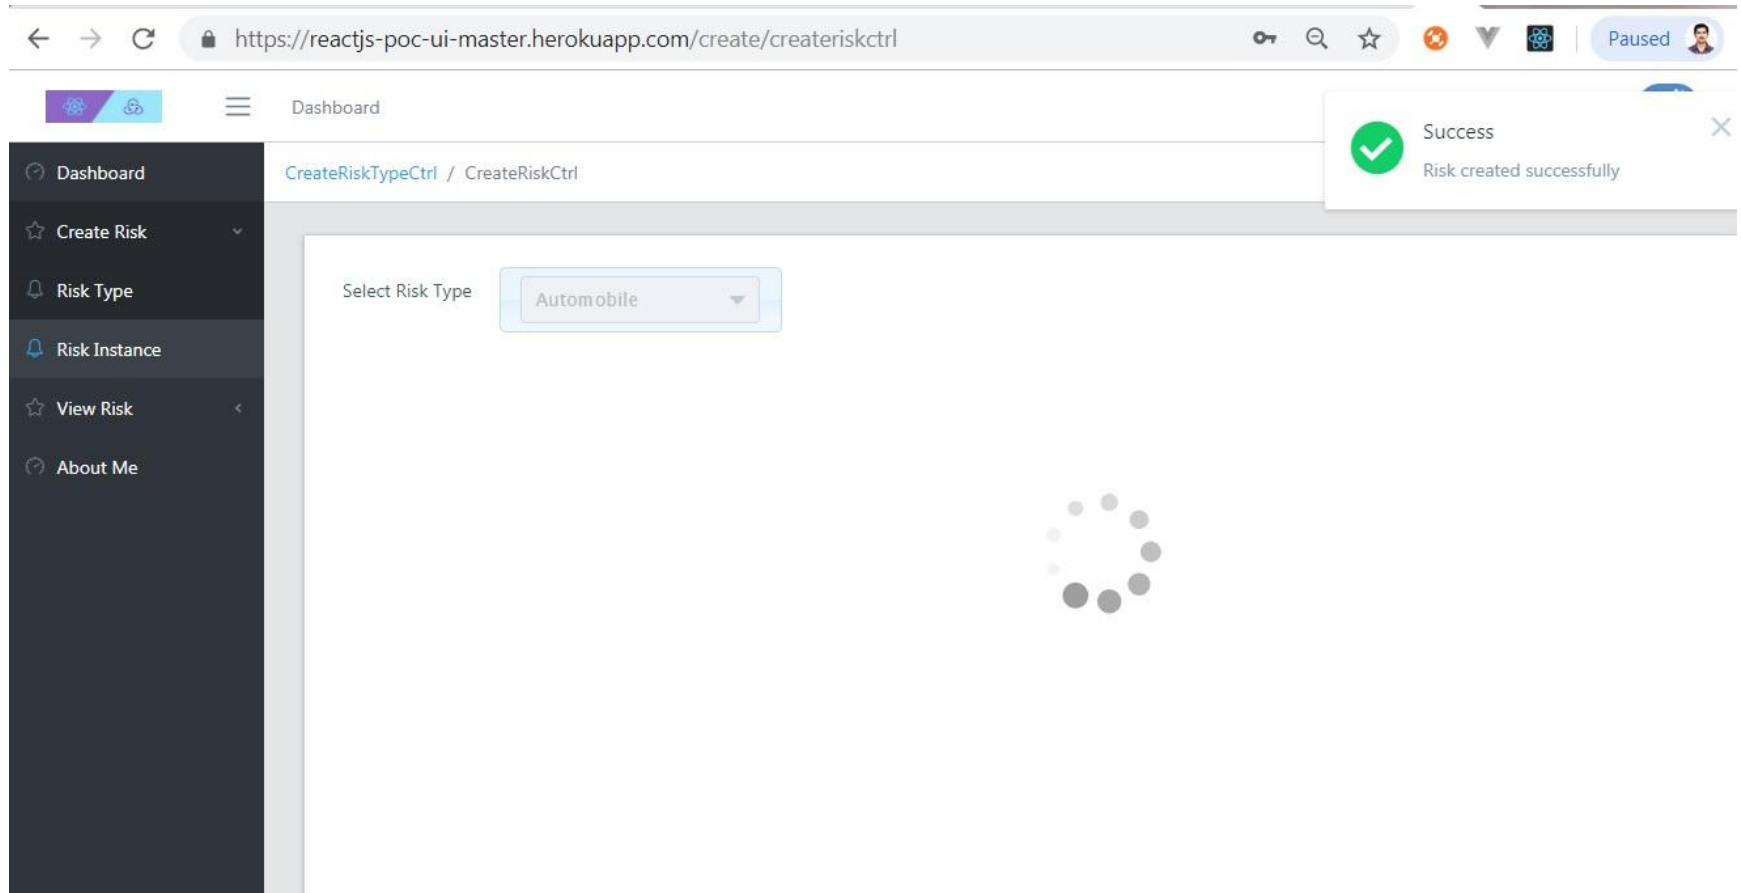 https://reactjs-poc-ui-master.herokuapp.com/create/createriskctrl
Paused
Dashboard
Success
Risk created successfully
Dashboard
CreateRiskTypeCtrl / CreateRiskCtrl
Create Risk
Risk Type
Select Risk Type
Automobile
Risk Instance
View Risk
About Me